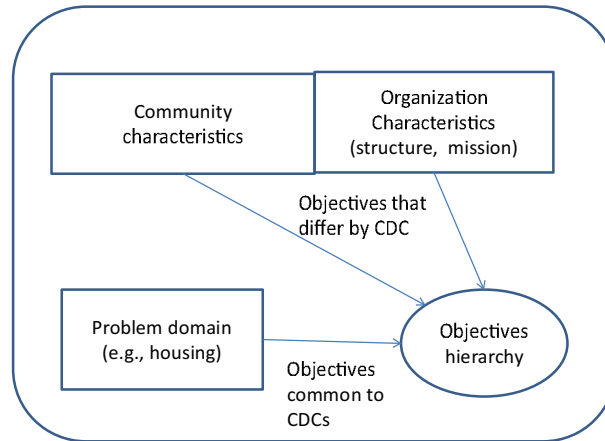 Community
characteristics
Organization
Characteristics
(structure, mission)
Objectives that
differ by CDC
Problem domain
(e.g., housing)
Objectives
hierarchy
Objectives
common to
CDCs